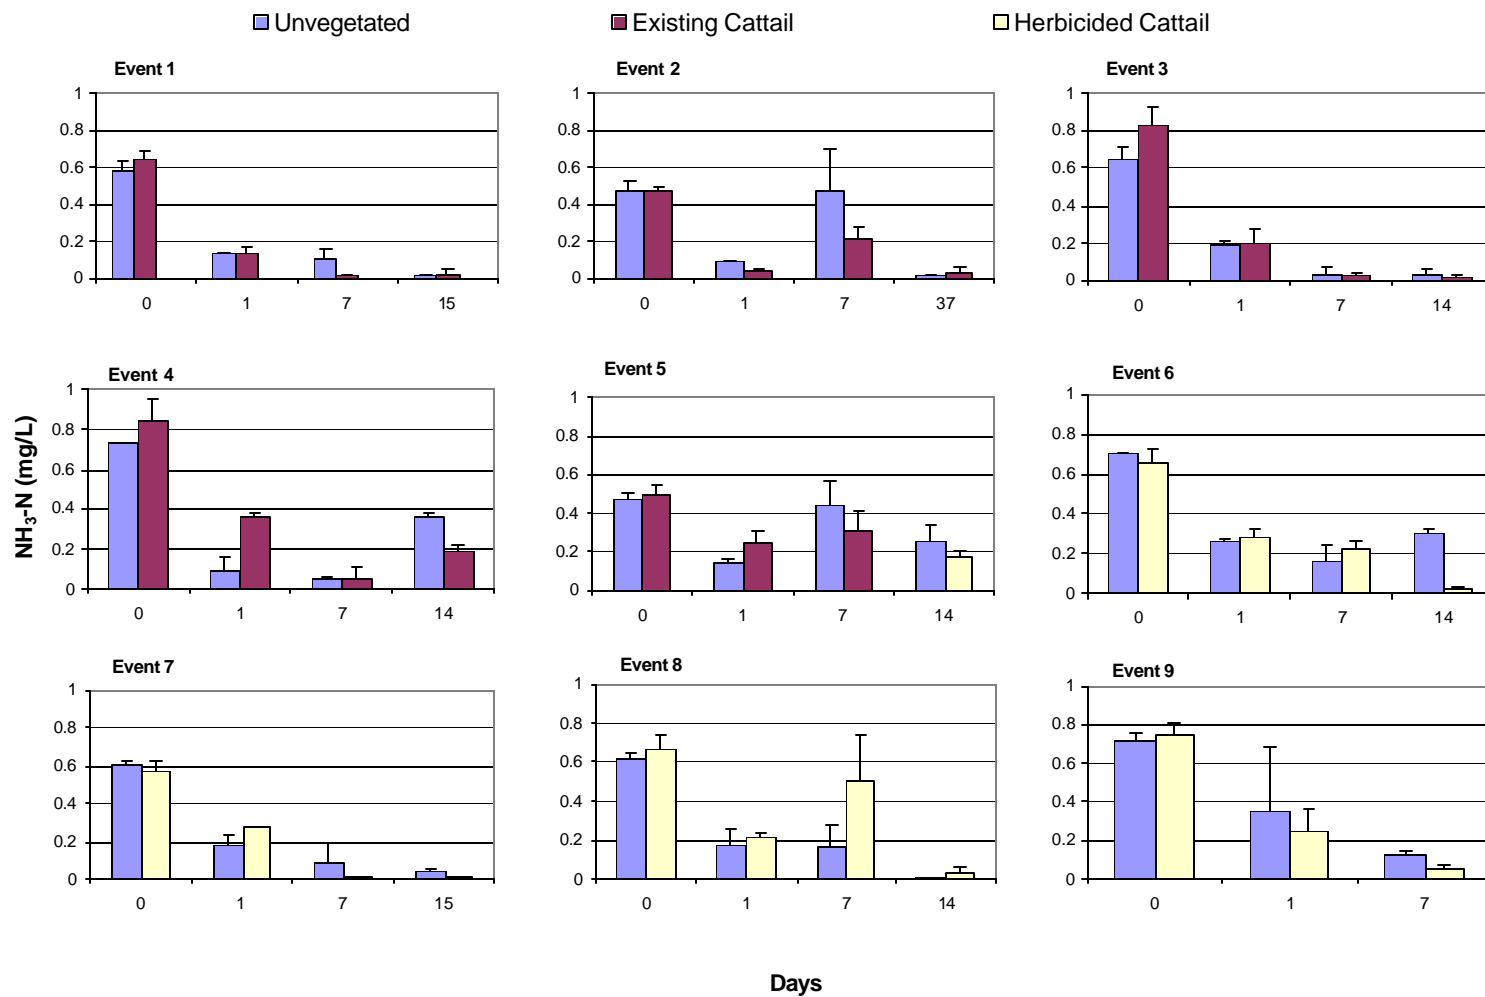 Unvegetated Existing Cattail Herbicided Cattail
Event 1
1
0.8
0.6
0.4
0.2
0
0 1 7 15
Event 2
1
0.8
0.6
0.4
0.2
0
0 1 7 37
Event 3
1
0.8
0.6
0.4
0.2
0
0 1 7 14
NH₃-N (mg/L)
Event 4
1
0.8
0.6
0.4
0.2
0
0 1 7 14
Event 5
1
0.8
0.6
0.4
0.2
0
0 1 7 14
Event 6
1
0.8
0.6
0.4
0.2
0
0 1 7 14
Event 7
1
0.8
0.6
0.4
0.2
0
0 1 7 15
Event 8
1
0.8
0.6
0.4
0.2
0
0 1 7 14
Event 9
1
0.8
0.6
0.4
0.2
0
0 1 7
Days